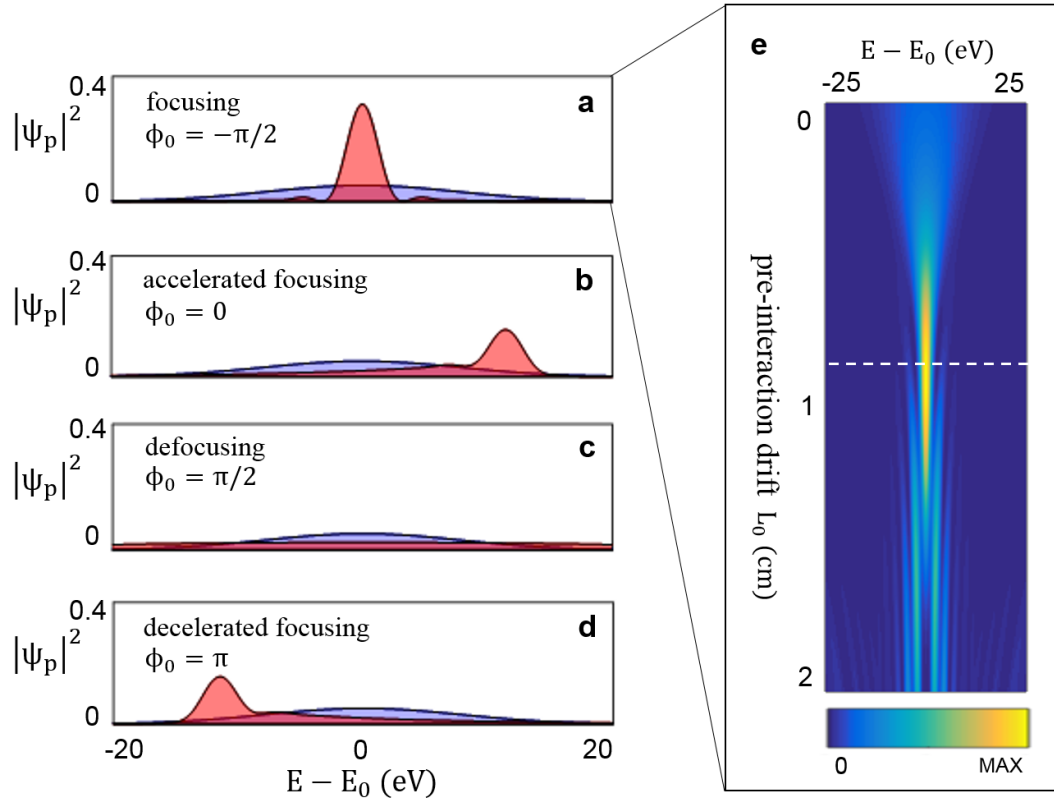 0.4
focusing
a
|ψₚ|²
ϕ₀ = −π/2
0
0.4
accelerated focusing
b
|ψₚ|²
ϕ₀ = 0
0
0.4
defocusing
c
|ψₚ|²
ϕ₀ = π/2
0
0.4
decelerated focusing
d
|ψₚ|²
ϕ₀ = π
0
-20 0 20
E − E₀ (eV)
e
E − E₀ (eV)
-25 25
0
1
2
pre-interaction drift L₀ (cm)
0 MAX